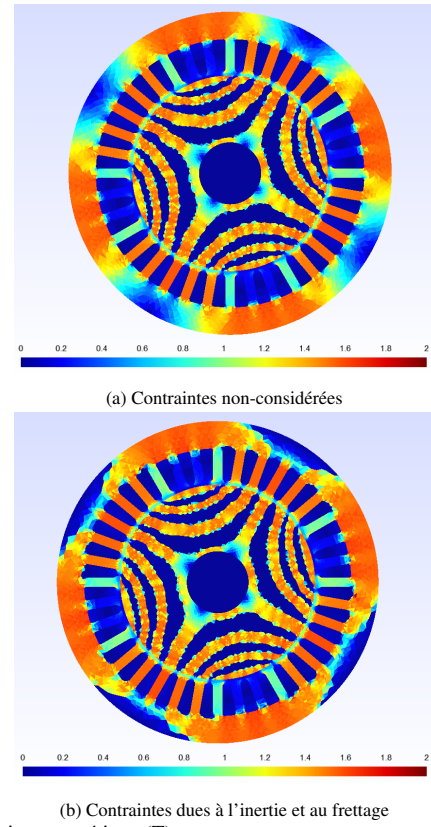 0 0.2 0.4 0.6 0.8 1 1.2 1.4 1.6 1.8 2
(a) Contraintes non-considérées
0 0.2 0.4 0.6 0.8 1 1.2 1.4 1.6 1.8 2
(b) Contraintes dues à l'inertie et au frettage
(T)